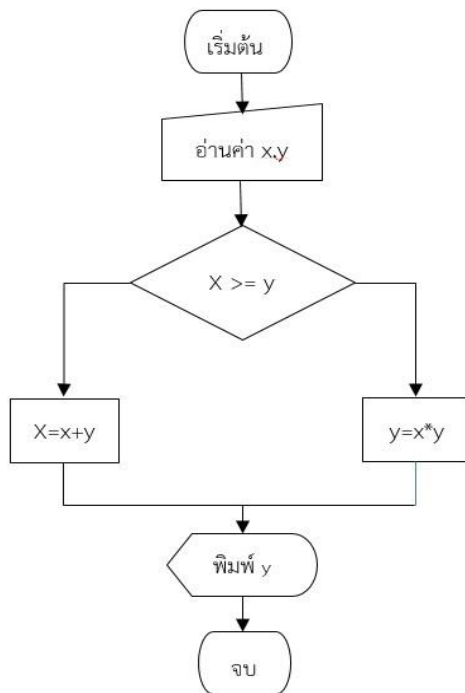 เริ่มต้น
อ่านค่า x,y
X >= y
X=x+y
y=x*y
พิมพ์ y
จบ